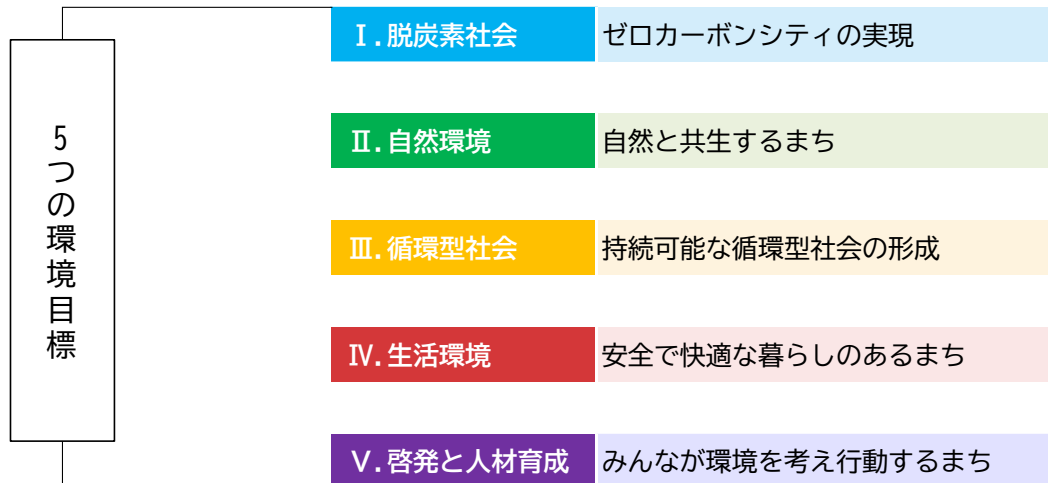 5つの環境目標
Ⅰ.脱炭素社会 ゼロカーボンシティの実現
Ⅱ.自然環境 自然と共生するまち
Ⅲ.循環型社会 持続可能な循環型社会の形成
Ⅳ.生活環境 安全で快適な暮らしのあるまち
Ⅴ.啓発と人材育成 みんなが環境を考え行動するまち